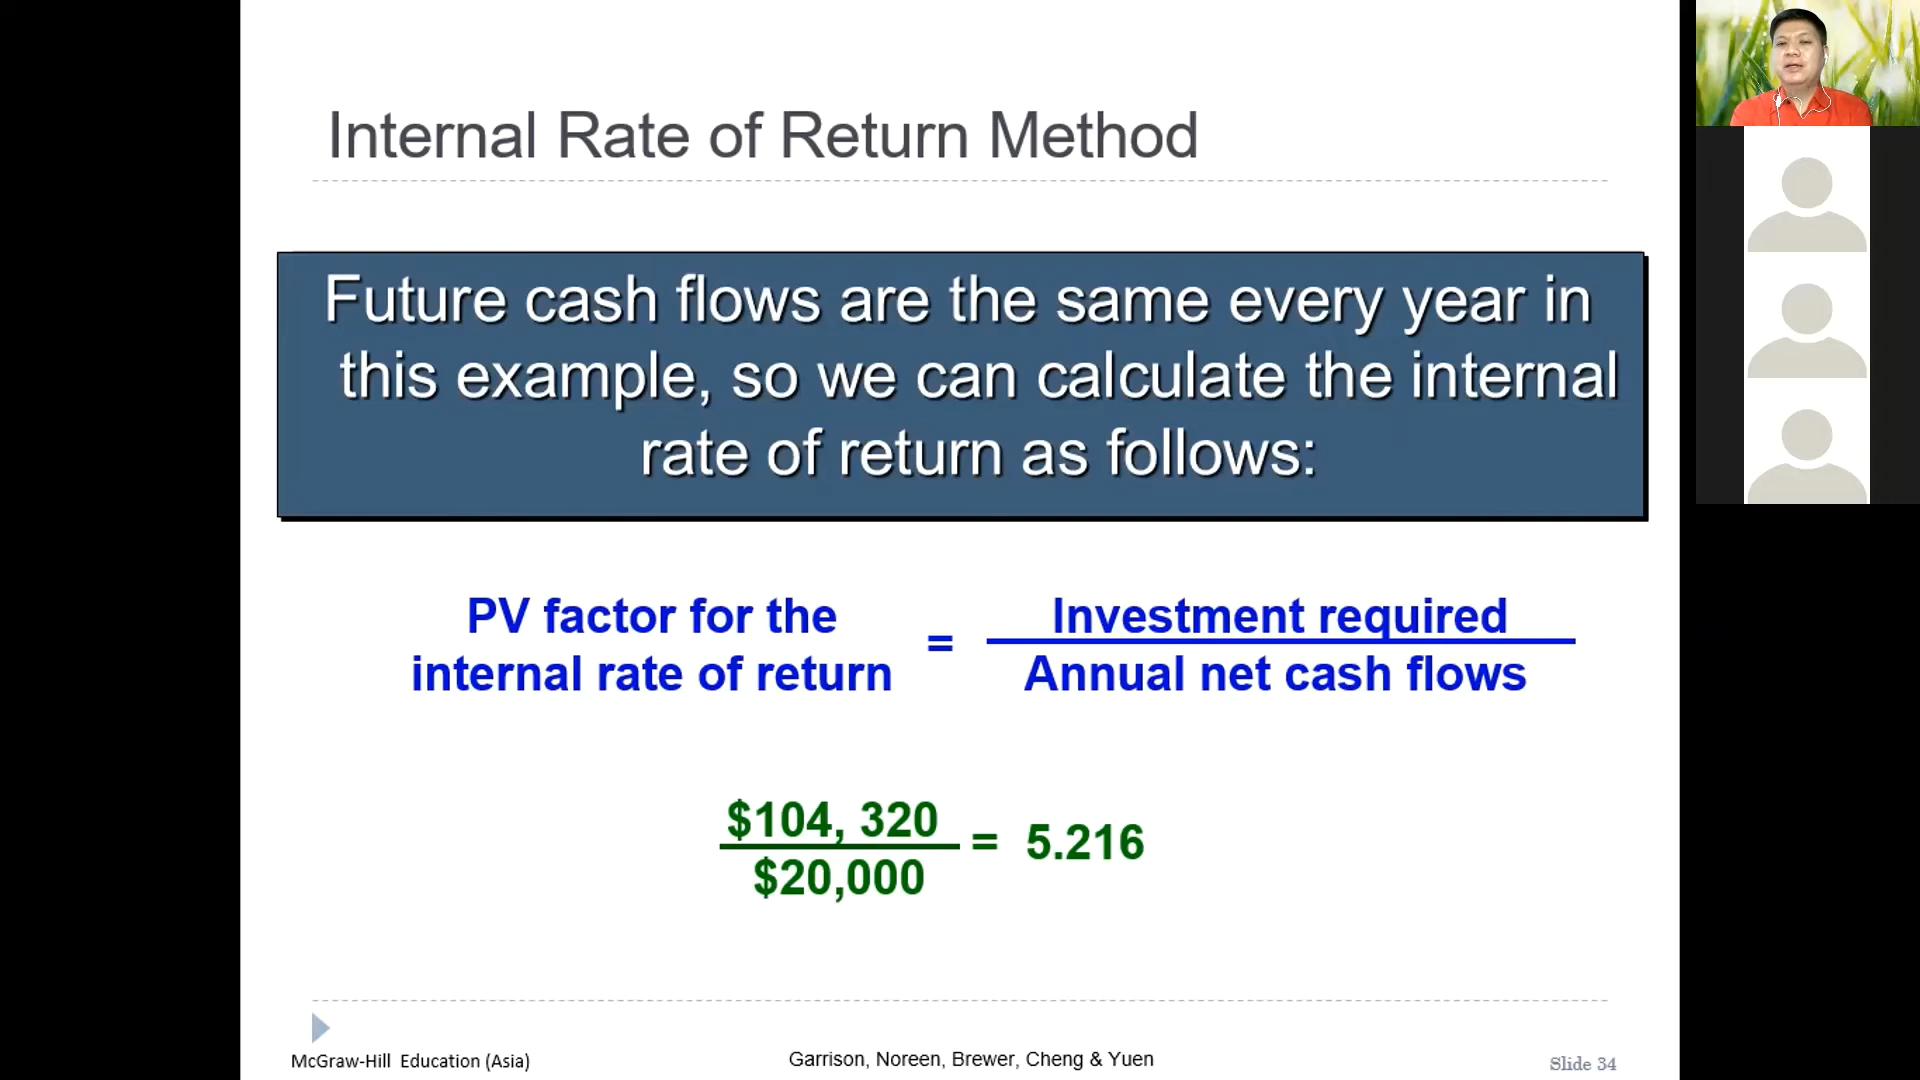 Internal Rate of Return Method
Future cash flows are the same every year in
this example, so we can calculate the internal
rate of return as follows:
PV factor for the
internal rate of return
=
Investment required
Annual net cash flows
$104, 320
$20,000
= 5.216
McGraw-Hill Education (Asia)
Garrison, Noreen, Brewer, Cheng & Yuen
Slide 34